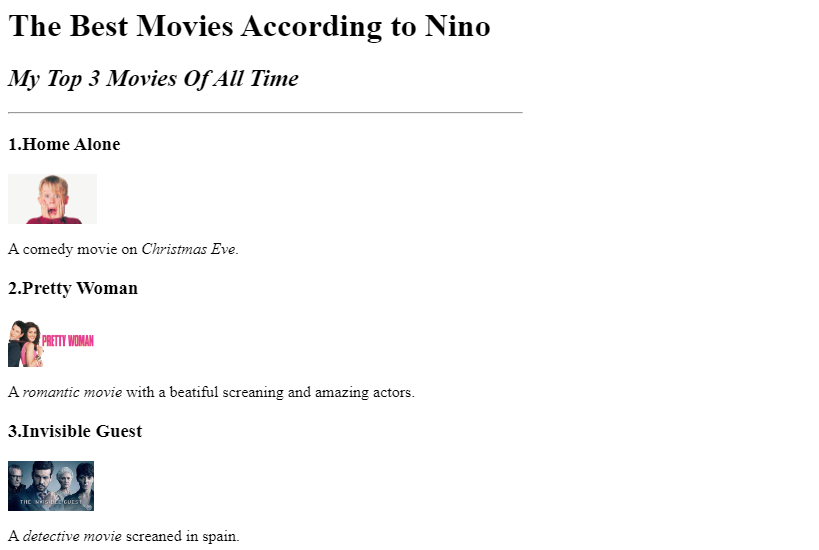 The Best Movies According to Nino
My Top 3 Movies Of All Time
1.Home Alone
A comedy movie on Christmas Eve.
2.Pretty Woman
PRETTY WOMAN
A romantic movie with a beatiful screaning and amazing actors.
3.Invisible Guest
THE INVISIBLE GUEST
A detective movie screaned in spain.